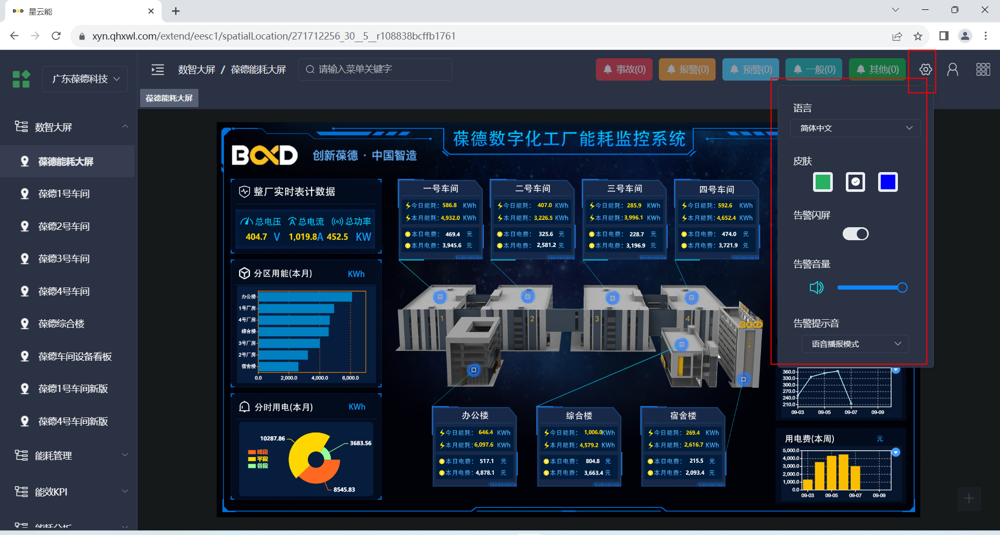 BOXD 星云能
xyn.qhxwl.com/extend/eesc1/spatialLocation/271712256_30__5__r108838bcffb1761
广东葆德科技
数智大屏 / 葆德能耗大屏
请输入菜单关键字
事故(0)
报警(0)
预警(0)
一般(0)
其他(0)
葆德能耗大屏
数智大屏
葆德能耗大屏
葆德1号车间
葆德2号车间
葆德3号车间
葆德4号车间
葆德综合楼
葆德车间设备看板
葆德1号车间新版
葆德4号车间新版
能耗管理
能效KPI
BOXD 创新葆德 · 中国智造
葆德数字化工厂能耗监控系统
整厂实时表计数据
总电压 总电流 总功率
404.7 V 1,019.8A 452.5 KW
分区用能(本月) KWh
办公楼
1号厂房
4号厂房
综合楼
3号厂房
2号厂房
宿舍楼
0.0 2,000.0 4,000.0 6,000.0
分时用电(本月) KWh
10287.86
3683.56
峰段
平段
谷段
8545.83
一号车间
今日能耗: 586.8 KWh
本月能耗: 4,932.0 KWh
本日电费: 469.4 元
本月电费: 3,945.6 元
二号车间
今日能耗: 407.0 KWh
本月能耗: 3,226.5 KWh
本日电费: 325.6 元
本月电费: 2,581.2 元
三号车间
今日能耗: 285.9 KWh
本月能耗: 3,996.1 KWh
本日电费: 228.7 元
本月电费: 3,196.9 元
四号车间
今日能耗: 592.6 KWh
本月能耗: 4,652.4 KWh
本日电费: 474.0 元
本月电费: 3,721.9 元
1
2
3
4
BOXD
办公楼
今日能耗: 646.4 KWh
本月能耗: 6,097.6 KWh
本日电费: 517.1 元
本月电费: 4,878.1 元
综合楼
今日能耗: 1,006.0KWh
本月能耗: 4,579.2 KWh
本日电费: 804.8 元
本月电费: 3,663.4 元
宿舍楼
今日能耗: 269.4 KWh
本月能耗: 2,616.7 KWh
本日电费: 215.5 元
本月电费: 2,093.4 元
语言
简体中文
皮肤
告警闪屏
告警音量
告警提示音
语音播报模式
360.0
330.0
300.0
270.0
240.0
210.0
09-03 09-05 09-07 09-09
用电费(本周) 元
5,000.0
4,000.0
3,000.0
2,000.0
1,000.0
0.0
09-03 09-05 09-07 09-09